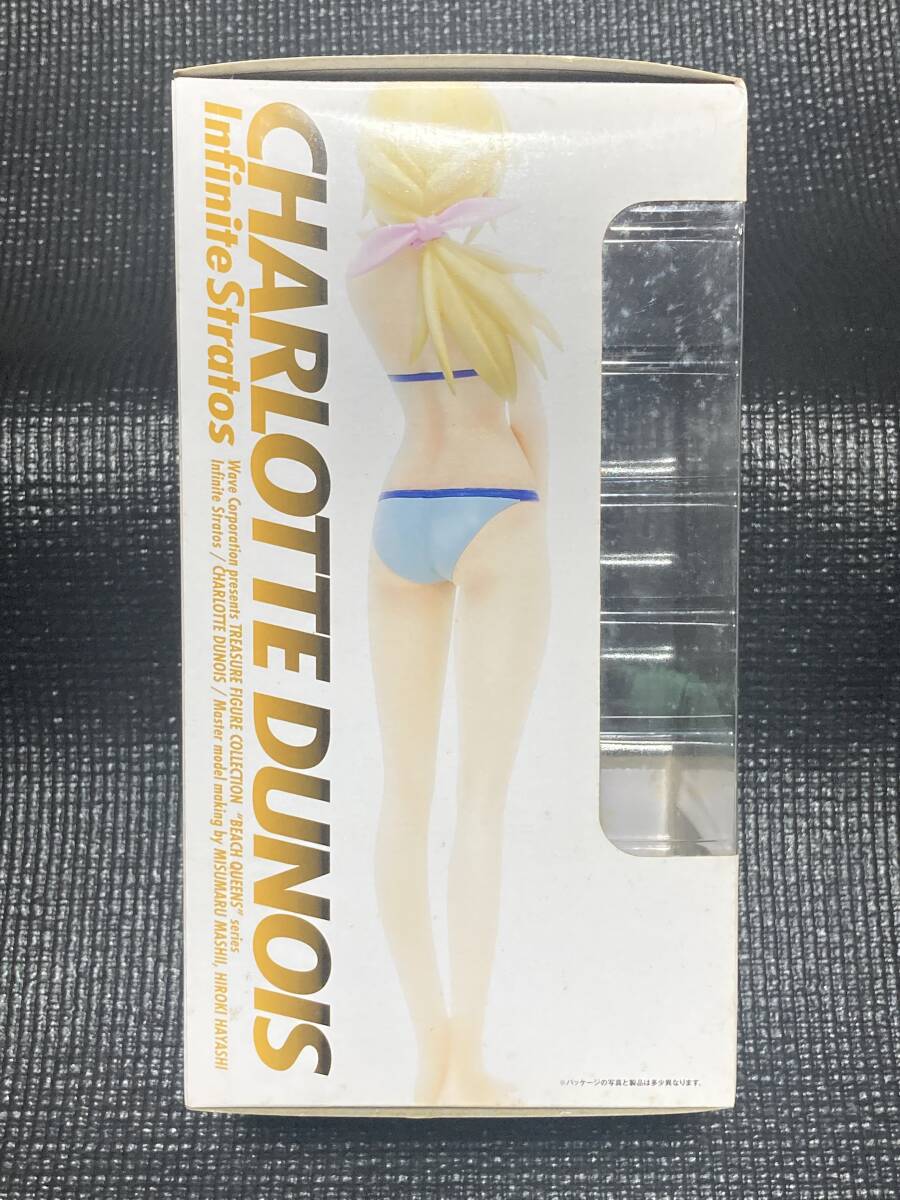 CHARLOTTE DUNOIS
Infinite Stratos
Wave Corporation presents TREASURE FIGURE COLLECTION "BEACH QUEENS" series
Infinite Stratos / CHARLOTTE DUNOIS / Master model making by MISUMARU MASHII, HIROKI HAYASHI
※パッケージの写真と製品は多少異なります。